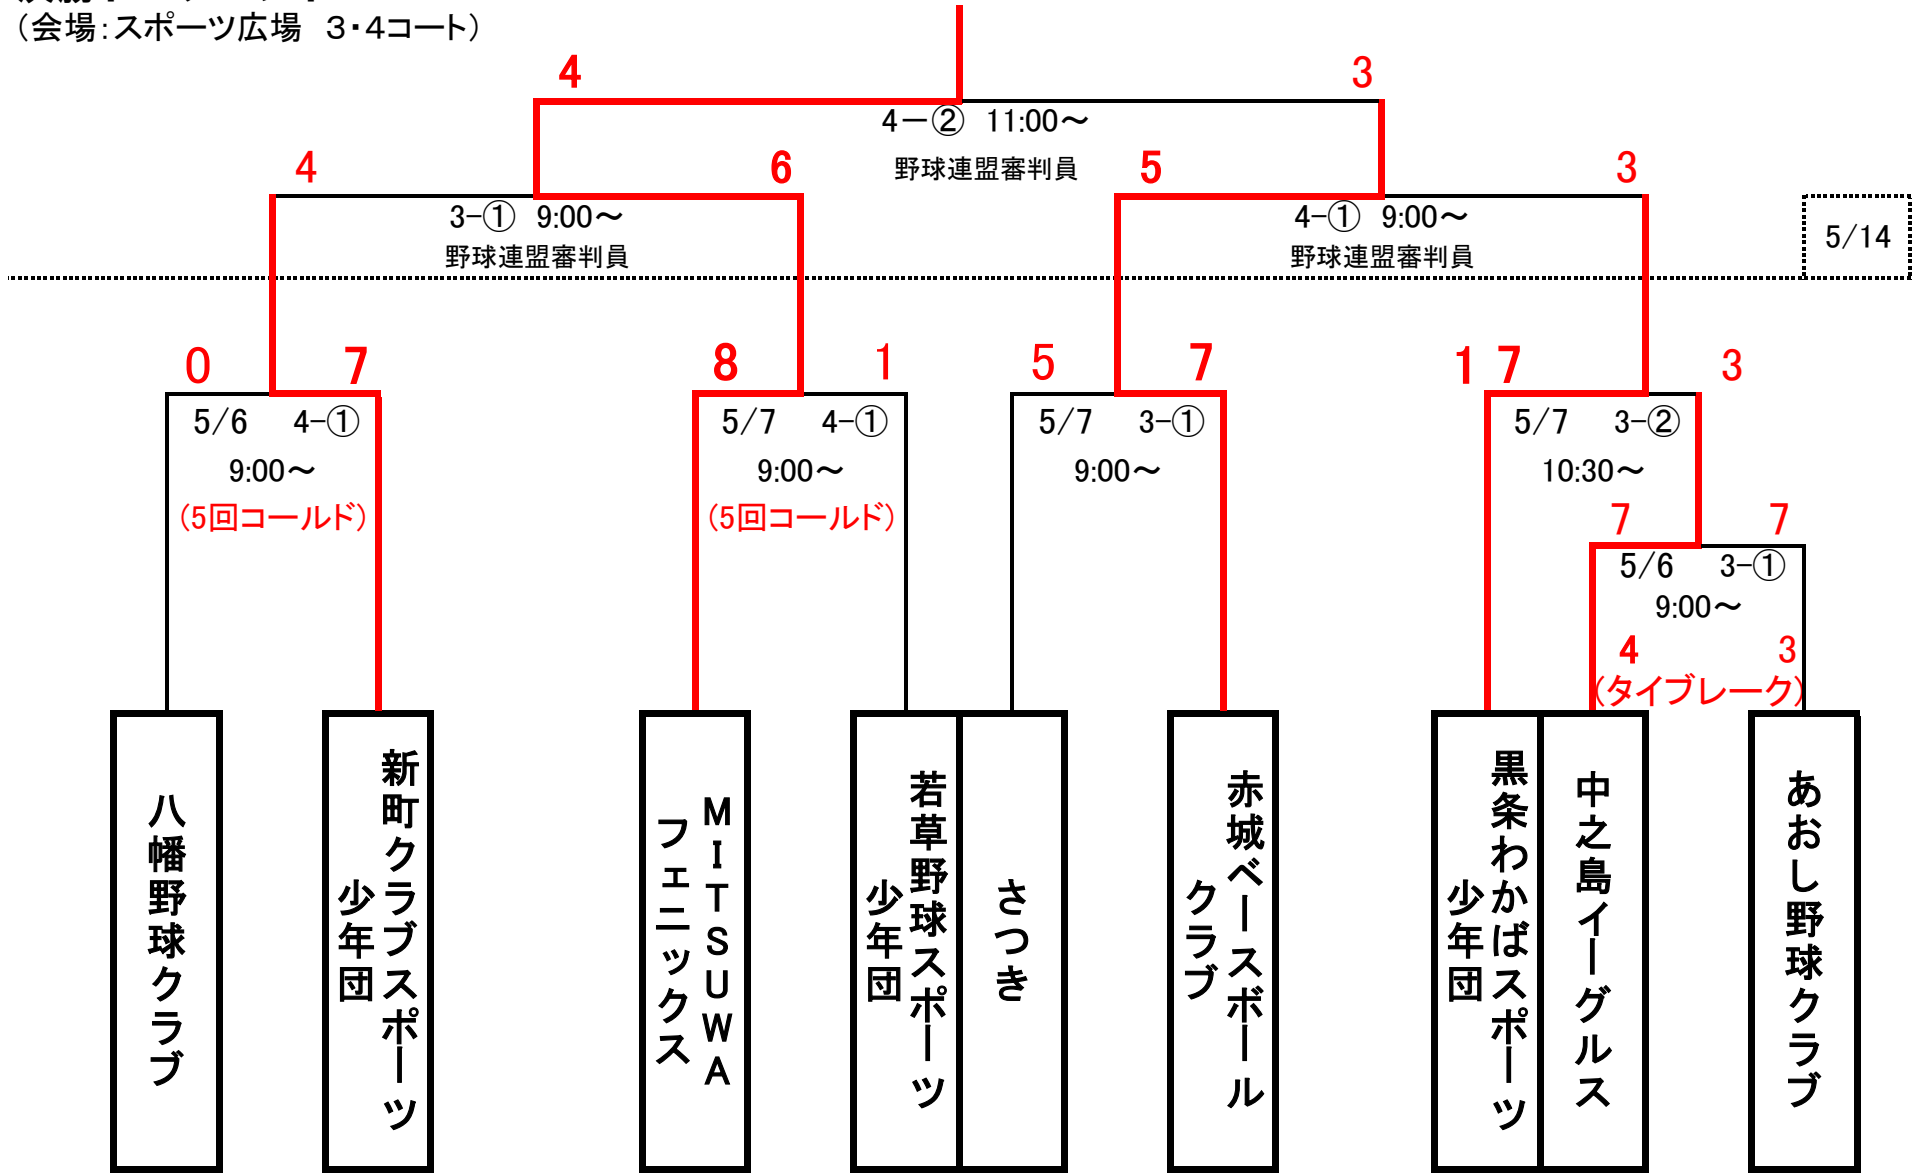 (会場:スポーツ広場 3・4コート)
4
3
4-② 11:00~
野球連盟審判員
4
6
5
3
3-① 9:00~
野球連盟審判員
4-① 9:00~
野球連盟審判員
5/14
0
7
8
1
5
7
17
3
5/6 4-①
9:00~
(5回コールド)
5/7 4-①
9:00~
(5回コールド)
5/7 3-①
9:00~
5/7 3-②
10:30~
7
7
5/6 3-①
9:00~
4
3
(タイブレーク)
八幡野球クラブ
新町クラブスポーツ
少年団
MITSUWA
フェニックス
若草野球スポーツ
少年団
さつき
赤城ベースボール
クラブ
黒条わかばスポーツ
少年団
中之島イーグルス
あおし野球クラブ